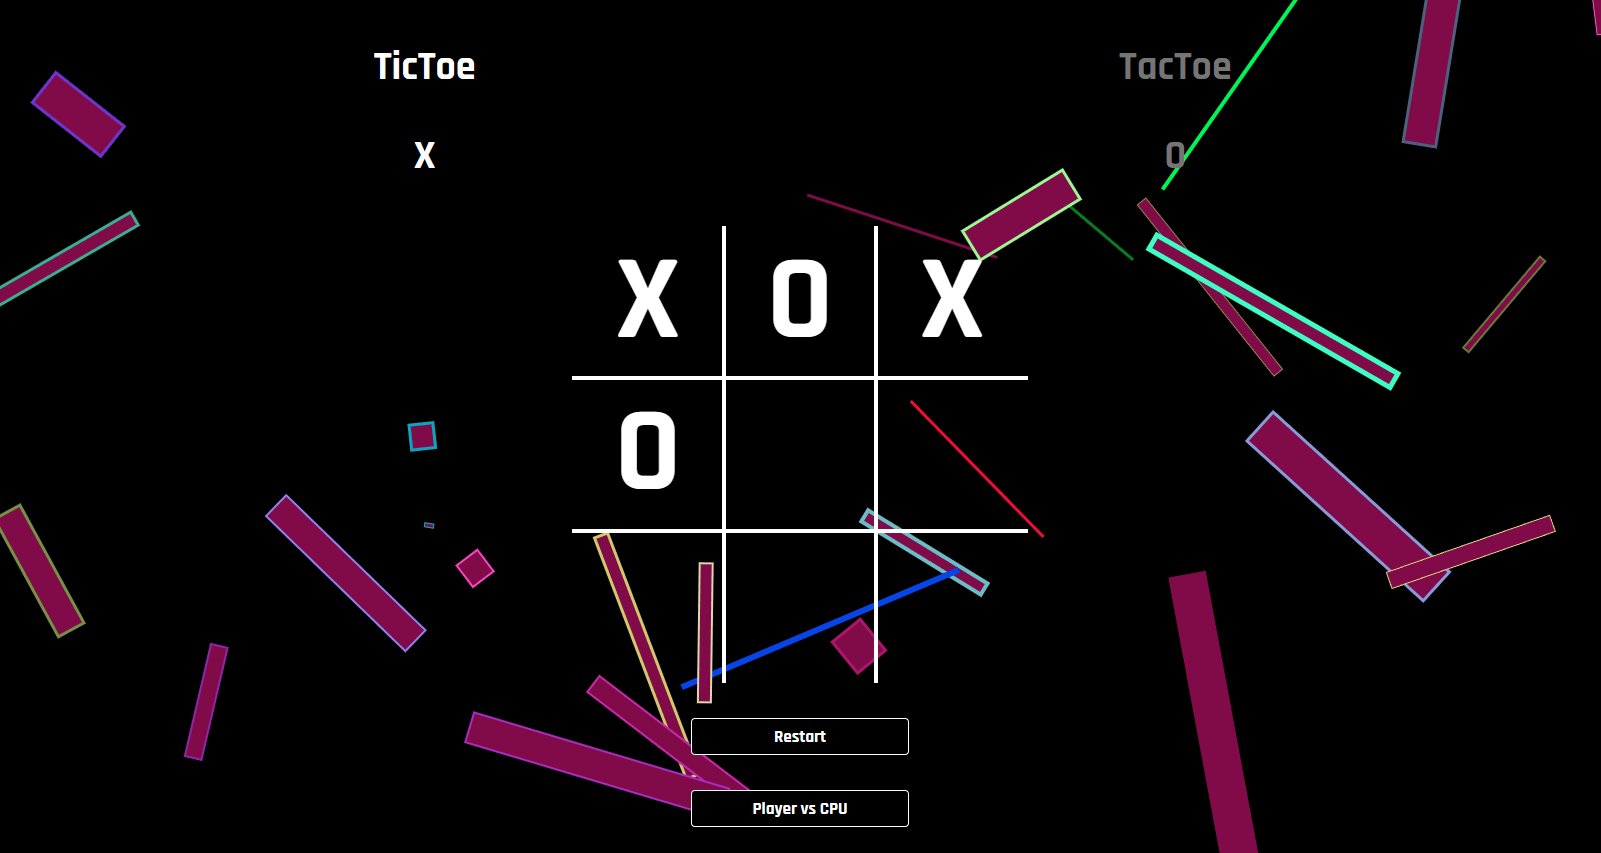 TicToe
TacToe
X
O
X O X
O
Restart
Player vs CPU